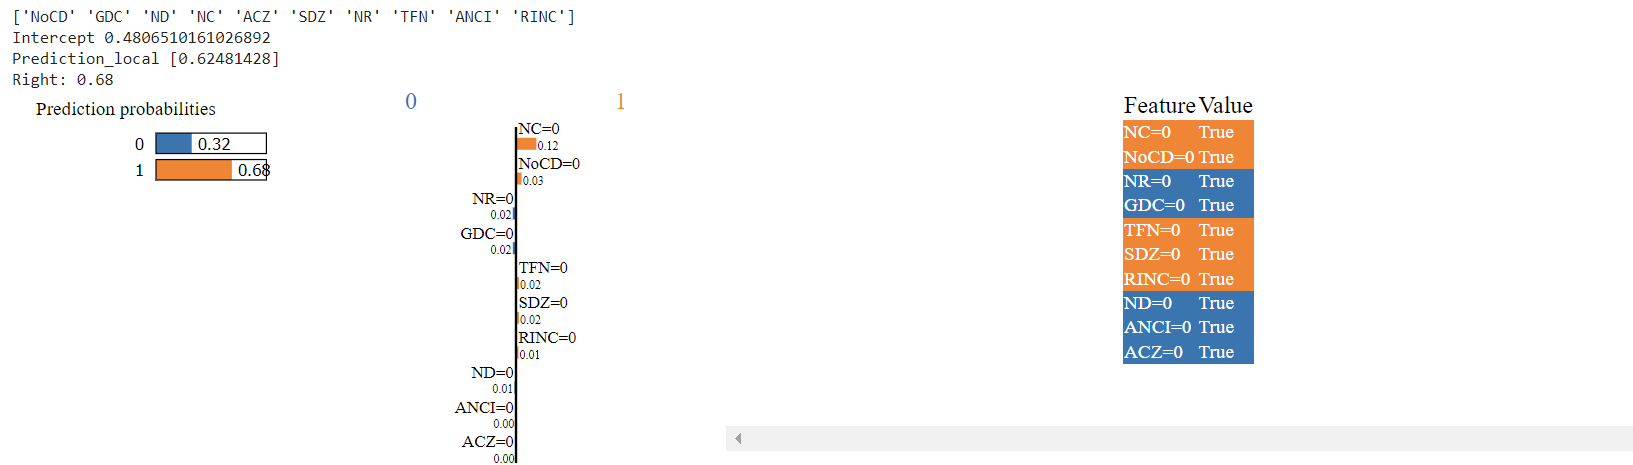 ['NoCD' 'GDC' 'ND' 'NC' 'ACZ' 'SDZ' 'NR' 'TFN' 'ANCI' 'RINC']
Intercept 0.4806510161026892
Prediction_local [0.62481428]
Right: 0.68
Prediction probabilities
0 0.32
1 0.68
0 1
NC=0
0.12
NoCD=0
0.03
NR=0
0.02
GDC=0
0.02
TFN=0
0.02
SDZ=0
0.02
RINC=0
0.01
ND=0
0.01
ANCI=0
0.00
ACZ=0
0.00
Feature Value
NC=0 True
NoCD=0 True
NR=0 True
GDC=0 True
TFN=0 True
SDZ=0 True
RINC=0 True
ND=0 True
ANCI=0 True
ACZ=0 True